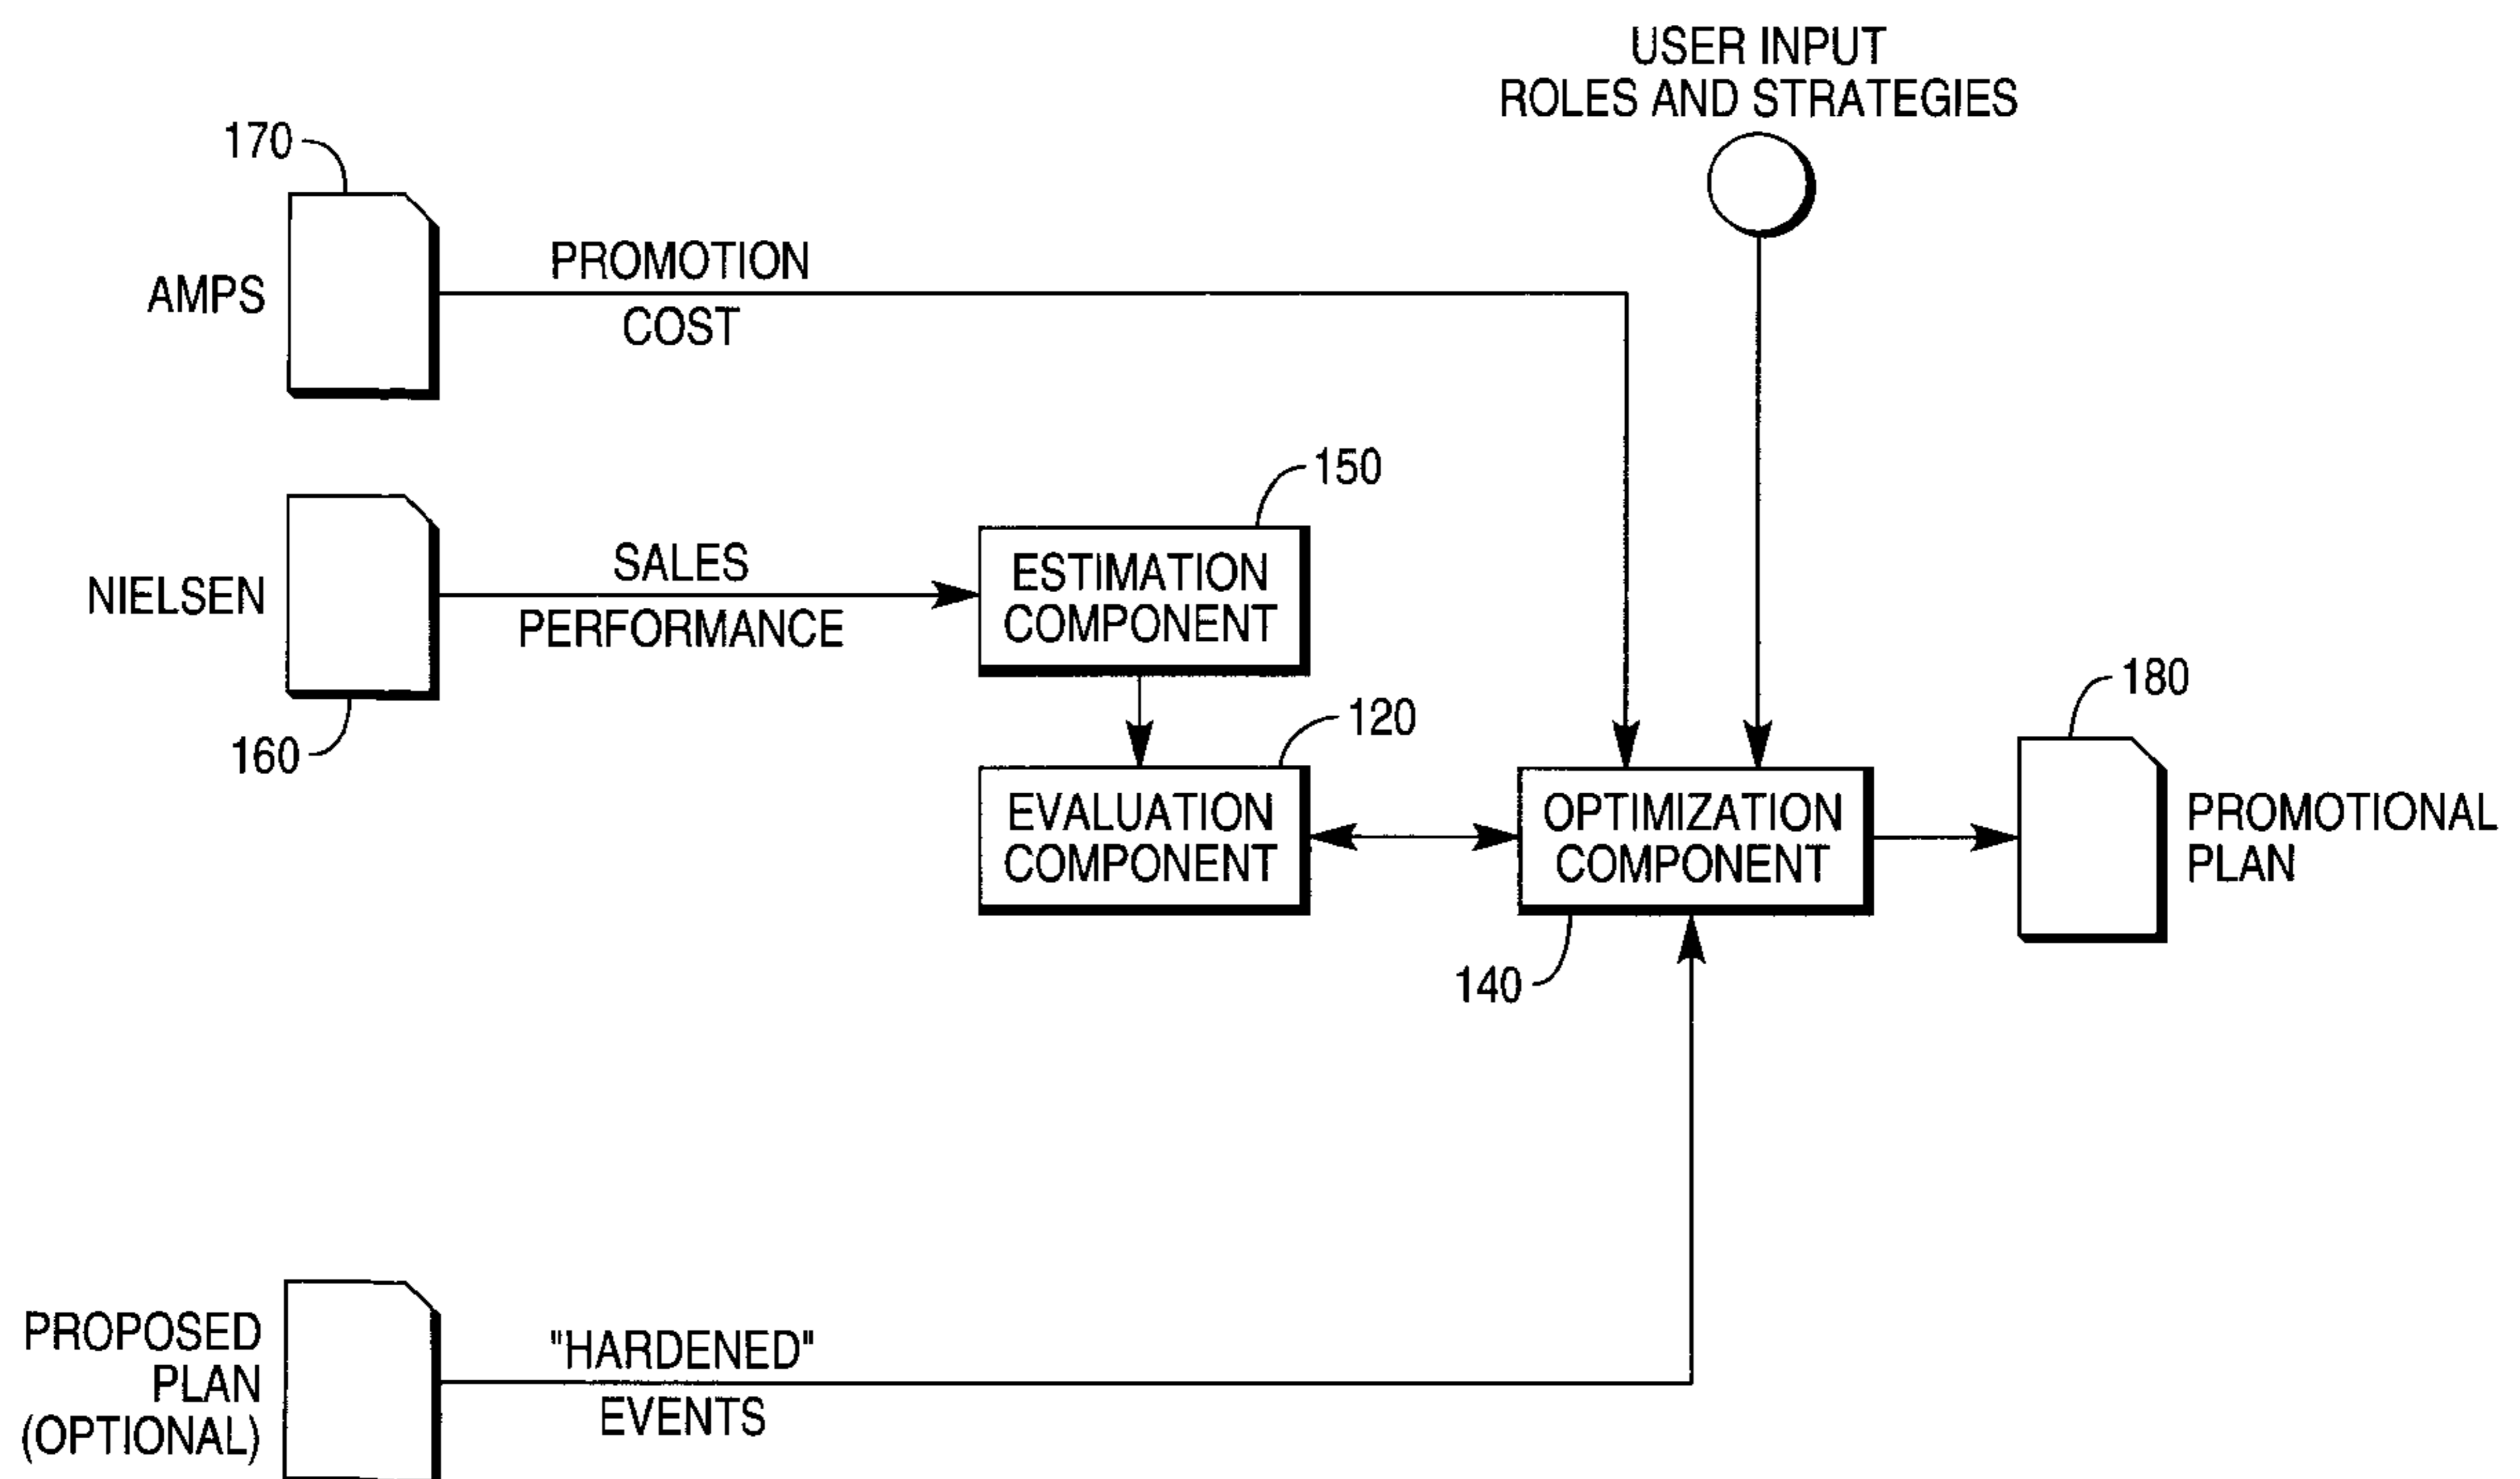 USER INPUT
ROLES AND STRATEGIES
170
AMPS
PROMOTION
COST
150
NIELSEN
SALES
PERFORMANCE
ESTIMATION
COMPONENT
160
120
180
EVALUATION
COMPONENT
OPTIMIZATION
COMPONENT
PROMOTIONAL
PLAN
140
PROPOSED
PLAN
(OPTIONAL)
"HARDENED"
EVENTS